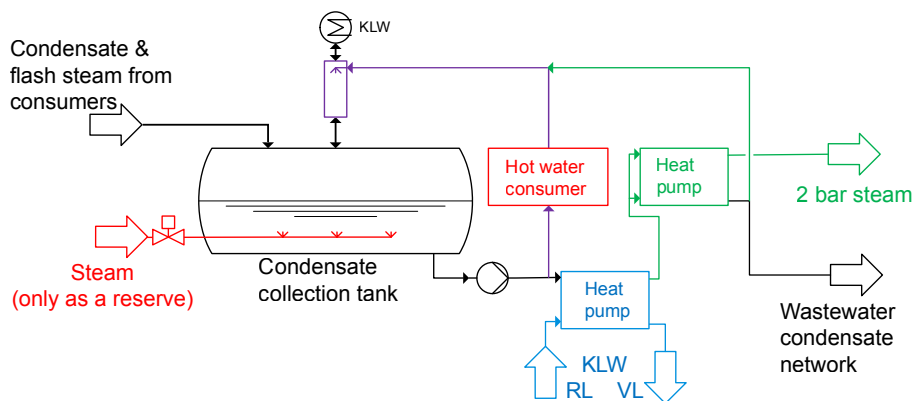 KLW
Condensate &
flash steam from
consumers
Hot water
consumer
Heat
pump
2 bar steam
Steam
(only as a reserve)
Condensate
collection tank
Heat
pump
Wastewater
condensate
network
KLW
RL VL